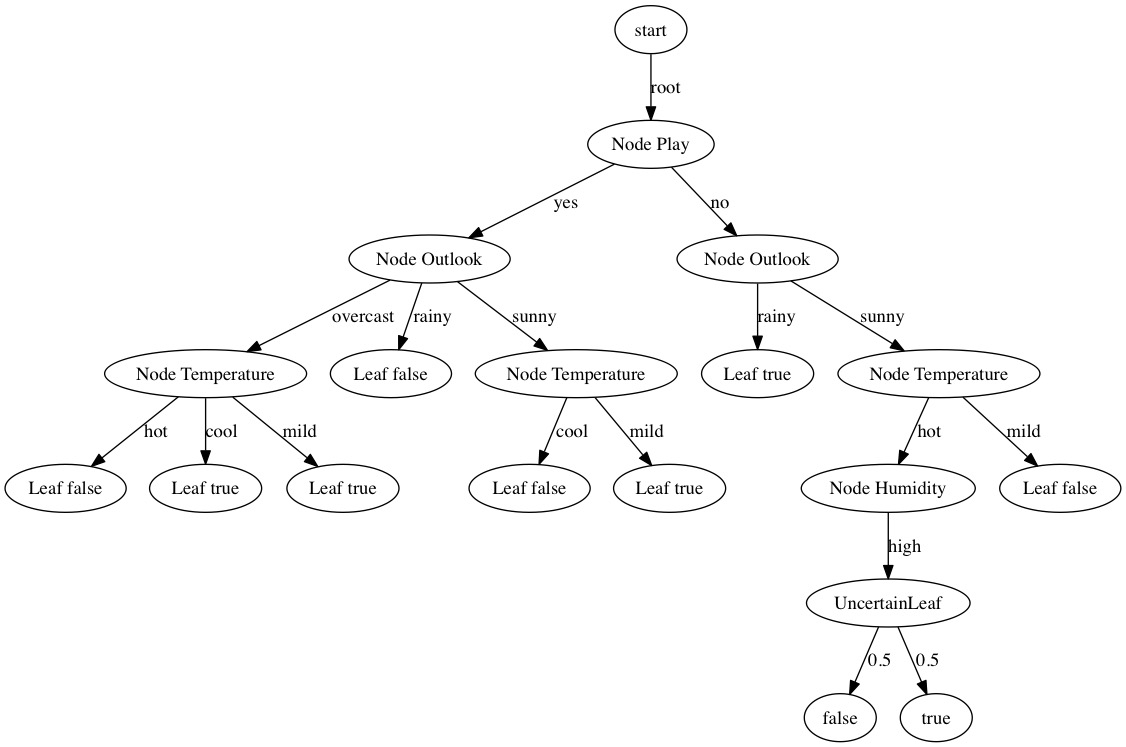 start
root
Node Play
yes
no
Node Outlook
Node Outlook
overcast
rainy
sunny
rainy
sunny
Node Temperature
Leaf false
Node Temperature
Leaf true
Node Temperature
hot
cool
mild
cool
mild
hot
mild
Leaf false
Leaf true
Leaf true
Leaf false
Leaf true
Node Humidity
Leaf false
high
UncertainLeaf
0.5
0.5
false
true